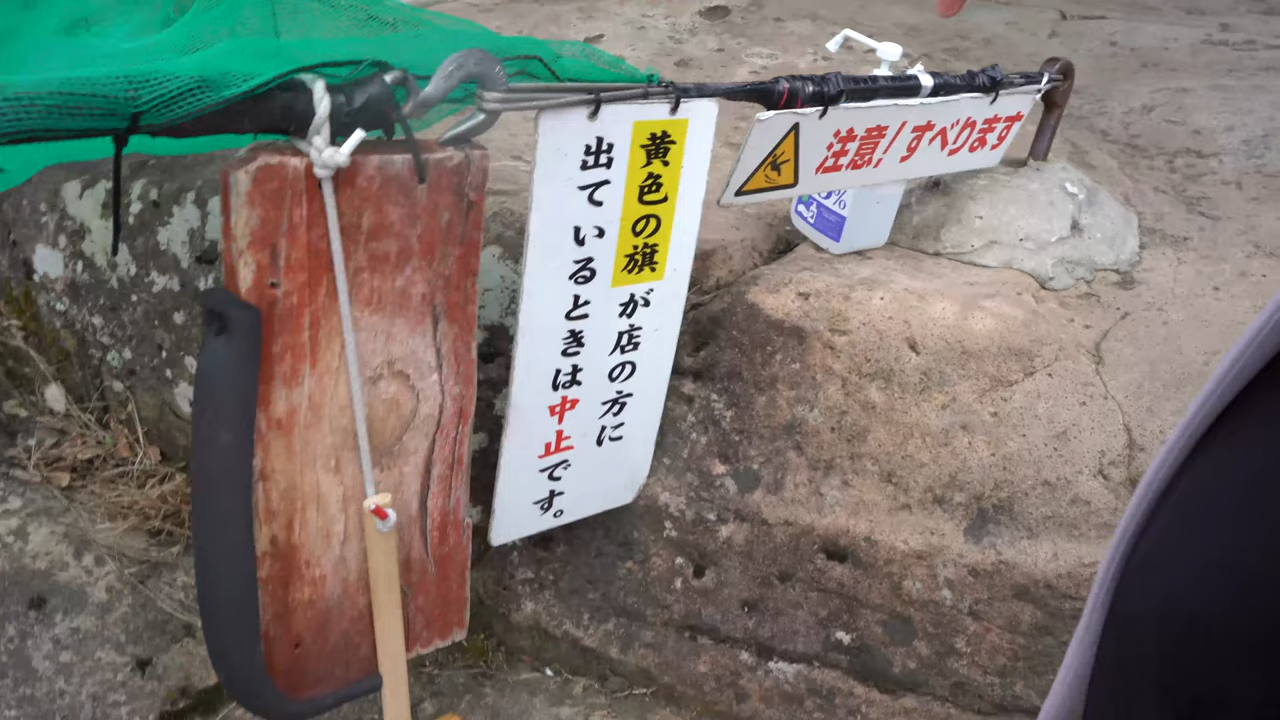 黄色の旗が店の方に
出ているときは中止です。
注意!すべります
%